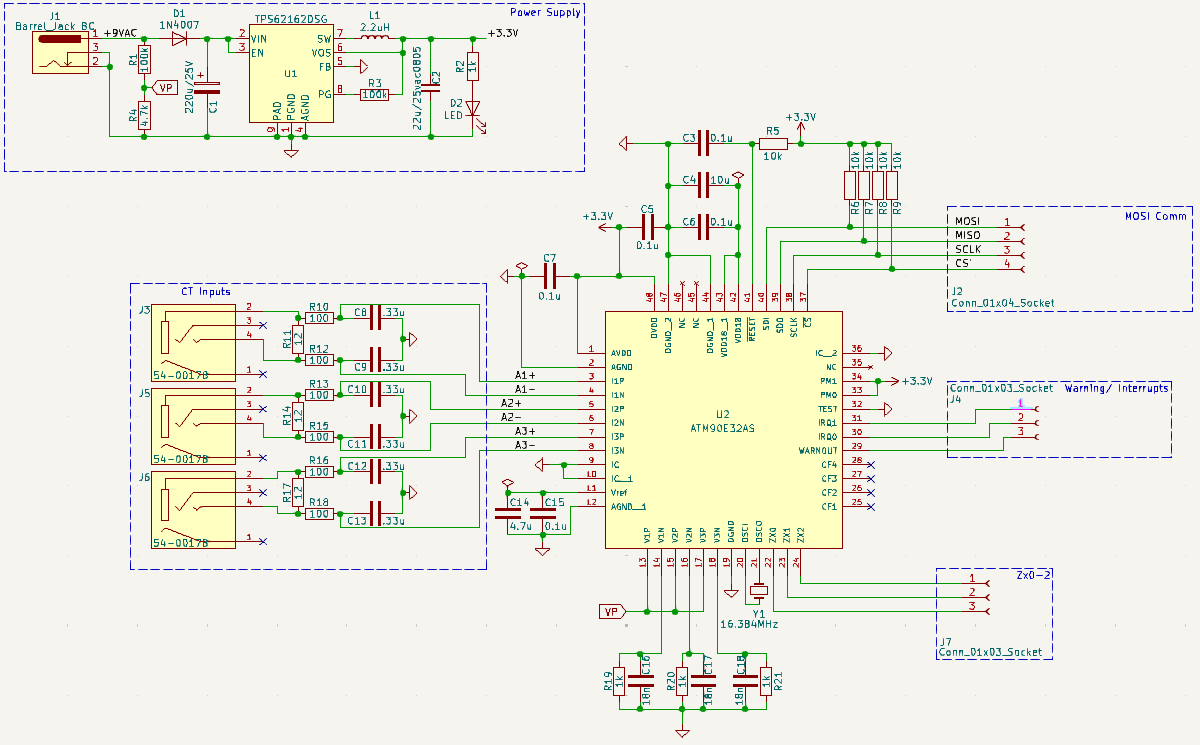 Power Supply
J1
Barrel_Jack BC
1
3
2
+9VAC
D1
1N4007
R1
100k
VP
R4
4.7k
220u/25V
C1
TPS62162DSG
VIN
EN
SW
VOS
FB
PG
U1
PAD
PGND
AGND
2
3
7
6
5
8
9
1
4
L1
2.2uH
R3
100k
22u/25vac0805
C2
R2
1k
D2
LED
+3.3V
C3
0.1u
R5
10k
+3.3V
C4
10u
C5
0.1u
+3.3V
C6
0.1u
C7
0.1u
10k
10k
10k
10k
R6
R7
R8
R9
MOSI Comm
MOSI
1
MISO
2
SCLK
3
CS'
4
J2
Conn_01x04_Socket
CT Inputs
J3
2
3
4
1
54-00178
R10
100
R11
12
R12
100
C8
.33u
C9
.33u
J5
2
3
4
1
54-00178
R13
100
R14
12
R15
100
C10
.33u
C11
.33u
J6
2
3
4
1
54-00178
R16
100
R17
12
R18
100
C12
.33u
C13
.33u
A1+
A1-
A2+
A2-
A3+
A3-
C14
4.7u
C15
0.1u
U2
ATM90E32AS
48
47
46
45
44
43
42
41
40
39
38
37
DVDD
DGND_2
NC
NC
DGND_1
VDD18_1
VDD18
RESET
SDI
SDO
SCLK
CS
1
AVDD
2
AGND
3
I1P
4
I1N
5
I2P
6
I2N
7
I3P
8
I3N
9
IC
10
IC_1
11
Vref
12
AGND_1
IC_2
36
NC
35
PM1
34
PM0
33
TEST
32
IRQ1
31
IRQ0
30
WARNOUT
29
CF4
28
CF3
27
CF2
26
CF1
25
+3.3V
V1P
V1N
V2P
V2N
V3P
V3N
DGND
OSCI
OSCO
ZX0
ZX1
ZX2
13
14
15
16
17
18
19
20
21
22
23
24
Conn_01x03_Socket
Warning/ Interrupts
J4
1
2
3
Y1
16.384MHz
VP
Zx0-2
1
2
3
J7
Conn_01x03_Socket
R19
1k
C16
18n
R20
1k
C17
18n
C18
18n
R21
1k